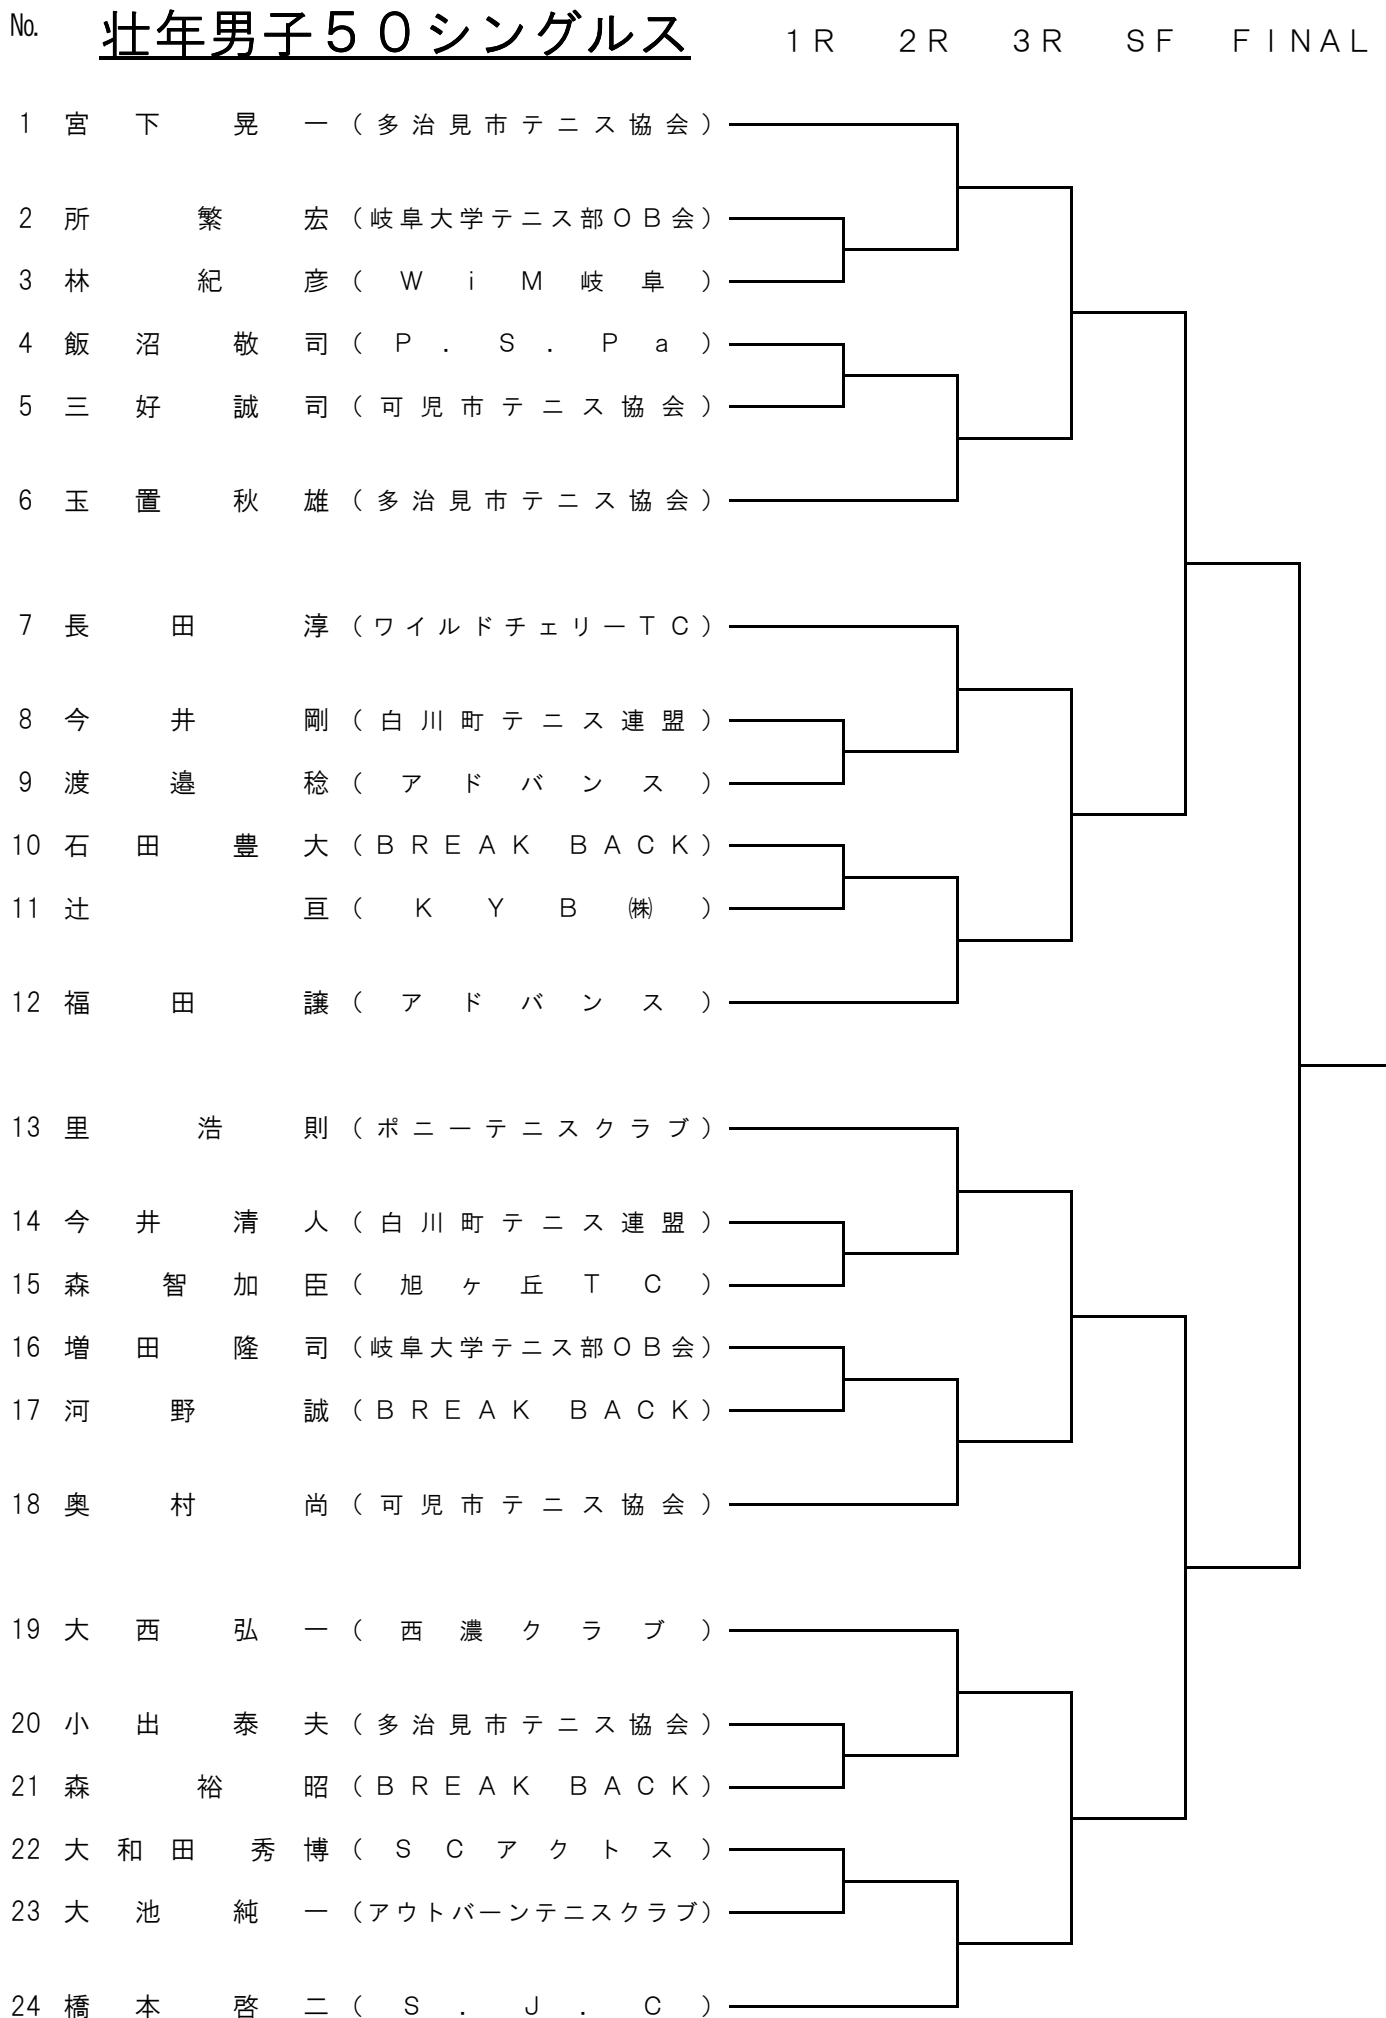 No. 壮年男子５０シングルス １Ｒ ２Ｒ ３Ｒ ＳＦ ＦＩＮＡＬ
1 宮下 晃一 （多治見市テニス協会）
2 所 繁宏 （岐阜大学テニス部ＯＢ会）
3 林 紀彦 （ＷｉＭ岐阜）
4 飯沼 敬司 （Ｐ．Ｓ．Ｐａ）
5 三好 誠司 （可児市テニス協会）
6 玉置 秋雄 （多治見市テニス協会）
7 長田 淳 （ワイルドチェリーＴＣ）
8 今井 剛 （白川町テニス連盟）
9 渡邉 稔 （アドバンス）
10 石田 豊大 （ＢＲＥＡＫ ＢＡＣＫ）
11 辻 亘 （ＫＹＢ㈱）
12 福田 譲 （アドバンス）
13 里 浩則 （ポニーテニスクラブ）
14 今井 清人 （白川町テニス連盟）
15 森 智加臣 （旭ヶ丘ＴＣ）
16 増田 隆司 （岐阜大学テニス部ＯＢ会）
17 河野 誠 （ＢＲＥＡＫ ＢＡＣＫ）
18 奥村 尚 （可児市テニス協会）
19 大西 弘一 （西濃クラブ）
20 小出 泰夫 （多治見市テニス協会）
21 森 裕昭 （ＢＲＥＡＫ ＢＡＣＫ）
22 大和田 秀博 （ＳＣアクトス）
23 大池 純一 （アウトバーンテニスクラブ）
24 橋本 啓二 （Ｓ．Ｊ．Ｃ）